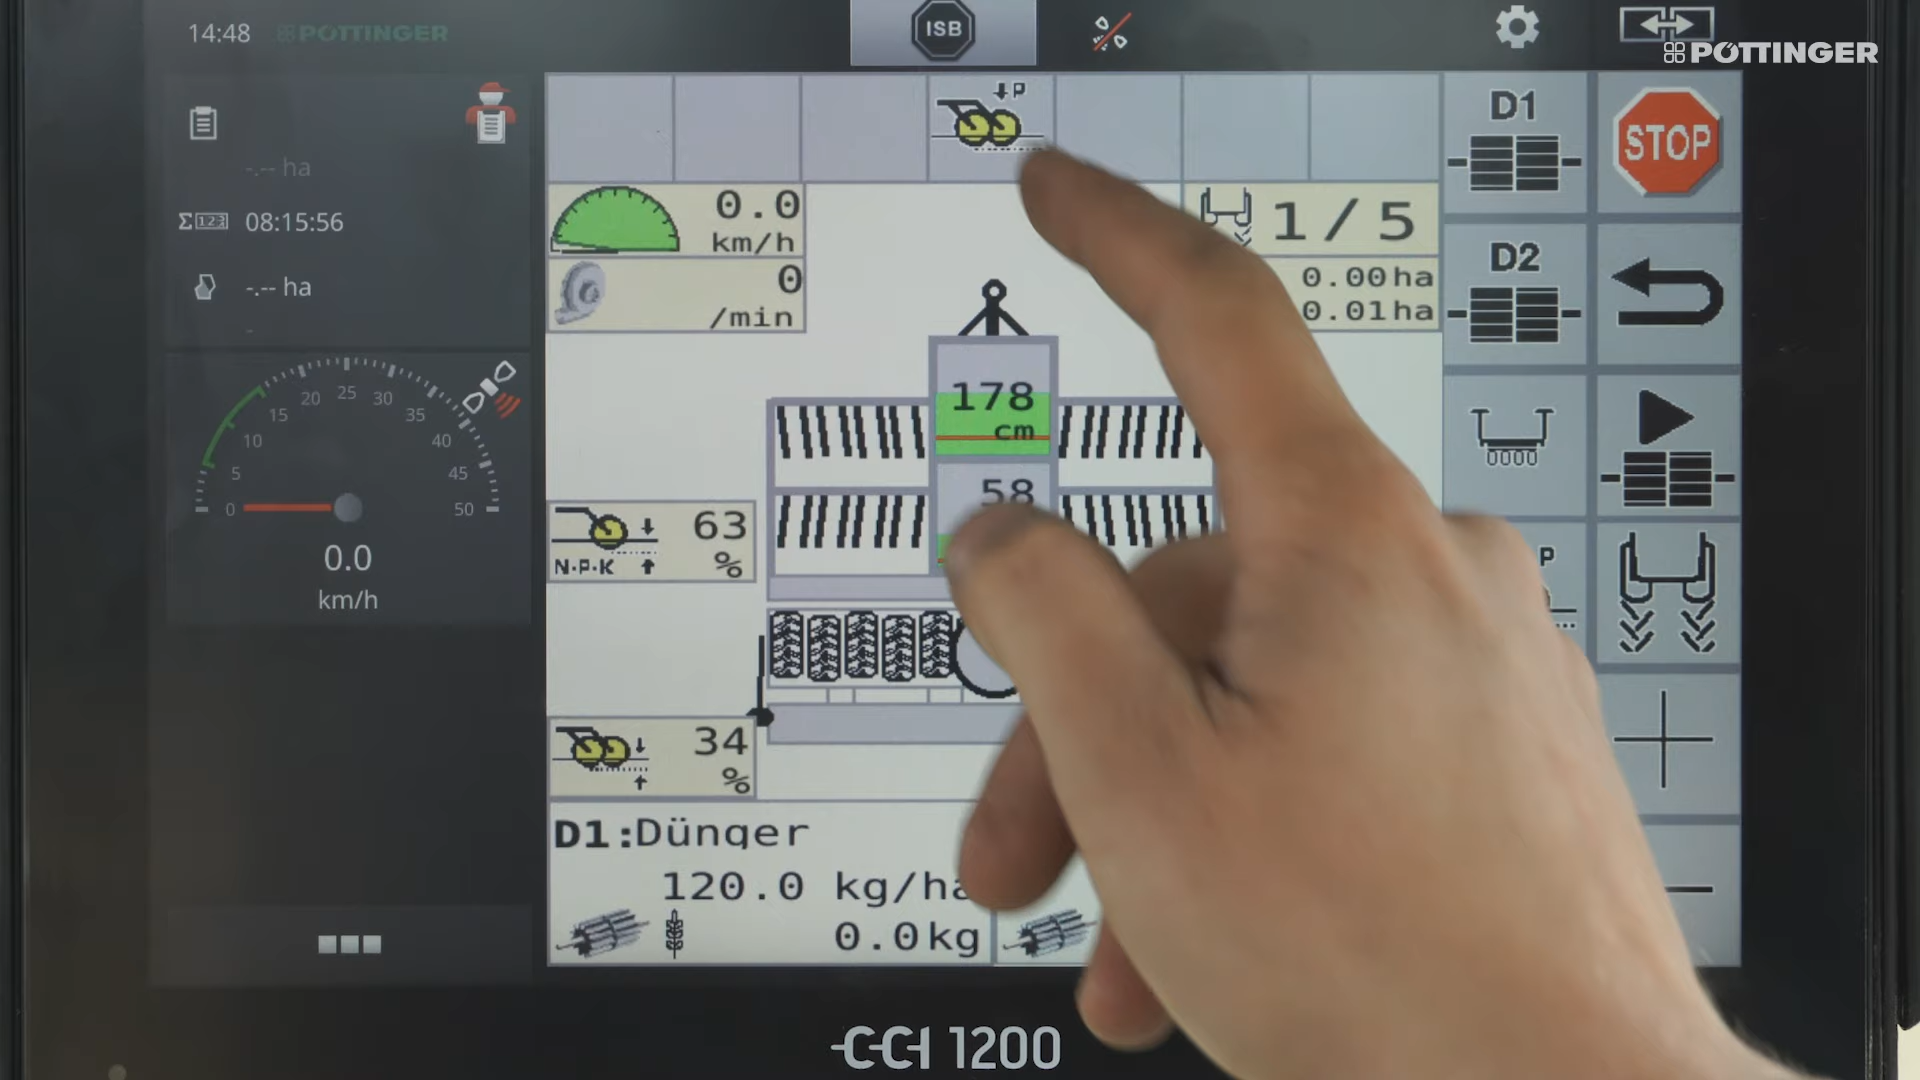 14:48
PÖTTINGER
ISB
PÖTTINGER
-.-- ha
Σ 123 08:15:56
-.-- ha
-
0
5
10
15
20
25
30
35
40
45
50
0.0
km/h
P
0.0
km/h
0
/min
1/5
0.00ha
0.01ha
178
cm
58
63
%
N·P·K
34
%
D1:Dünger
120.0 kg/ha
0.0kg
D1
STOP
D2
P
CCI 1200